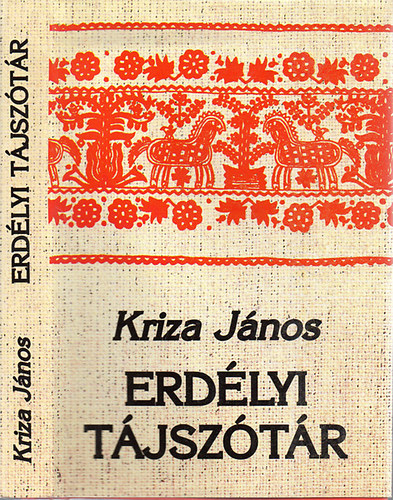 Kriza János ERDÉLYI TÁJSZÓTÁR
Kriza János
ERDÉLYI
TÁJSZÓTÁR